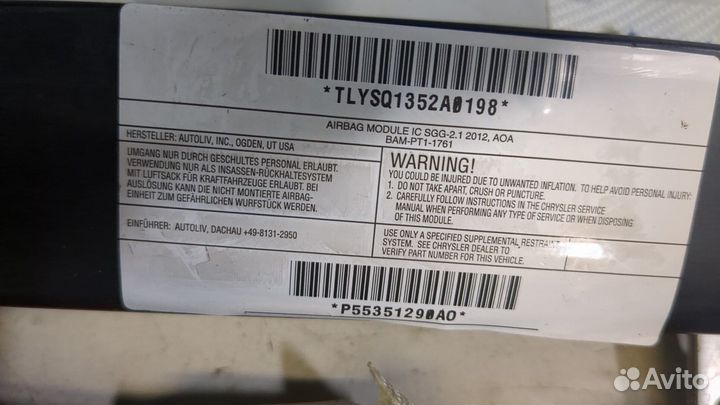 *TLYSQ1352A0198*
AIRBAG MODULE IC SGG-2.1 2012, AOA
BAM-PT1-1761
HERSTELLER: AUTOLIV, INC., OGDEN, UT USA
UMGANG NUR DURCH GESCHULTES PERSONAL ERLAUBT.
VERWENDUNG NUR ALS INSASSEN-RÜCKHALTESYSTEM
MIT LUFTSACK FÜR KRAFTFAHRZEUGE ERLAUBT. BEI
AUSLÖSUNG KANN DIE NICHT MONTIERTE AIRBAG-
EINHEIT ZUM GEFÄHRLICHEN WURFSTÜCK WERDEN.
EINFÜHRER: AUTOLIV, DACHAU +49-8131-2950
WARNING!
YOU COULD BE INJURED DUE TO UNWANTED INFLATION. TO HELP AVOID PERSONAL INJURY:
1. DO NOT TAKE APART, CRUSH OR PUNCTURE.
2. CAREFULLY FOLLOW INSTRUCTIONS IN THE CHRYSLER SERVICE
MANUAL WHEN PERFORMING ANY TYPE OF SERVICE OR WHEN DISPOSING
OF THIS MODULE.
USE ONLY A SPECIFIED SUPPLEMENTAL RESTRAINT
SYSTEM. SEE CHRYSLER DEALER TO
VERIFY PART NUMBER FOR THIS VEHICLE.
*P55351290AO*
Avito